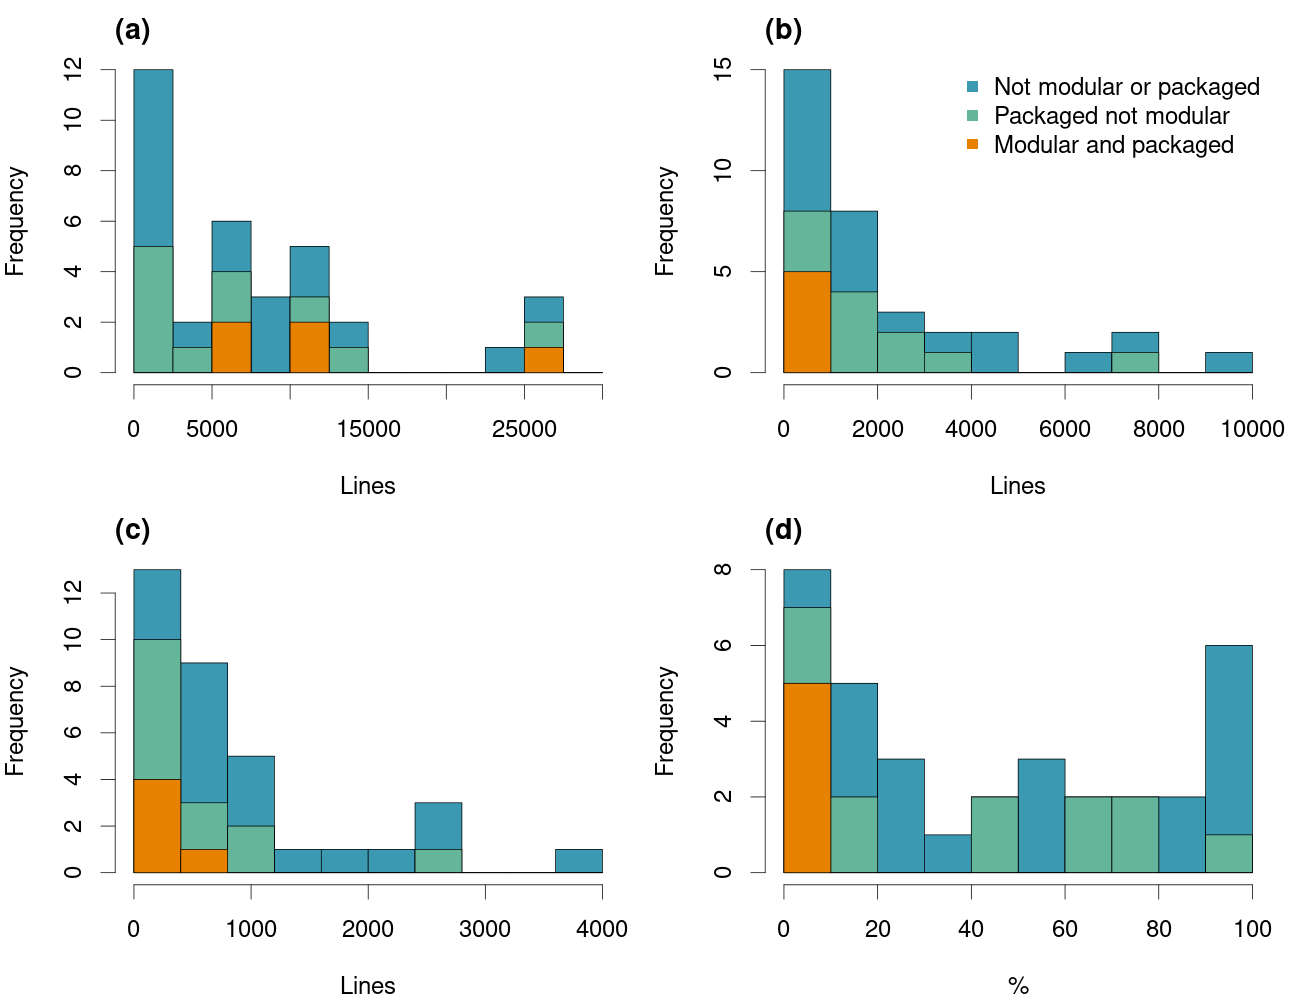 (a)
Frequency
0 2 4 6 8 10 12
0 5000 15000 25000
Lines
(b)
Frequency
0 5 10 15
Not modular or packaged
Packaged not modular
Modular and packaged
0 2000 4000 6000 8000 10000
Lines
(c)
Frequency
0 2 4 6 8 10 12
0 1000 2000 3000 4000
Lines
(d)
Frequency
0 2 4 6 8
0 20 40 60 80 100
%